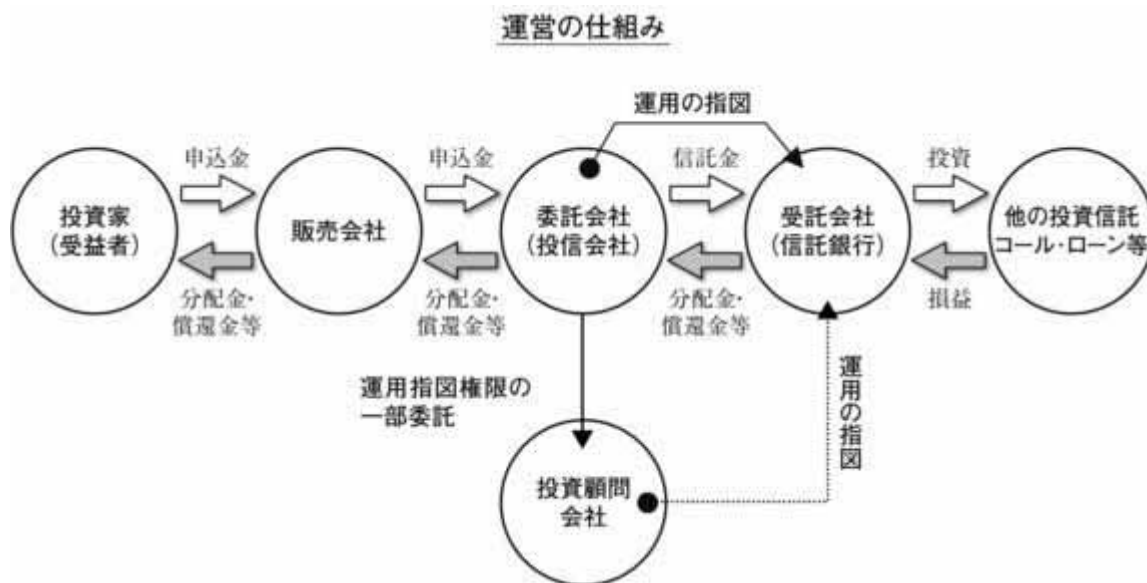 運営の仕組み
運用の指図
申込金
申込金
信託金
投資
投資家
(受益者)
販売会社
委託会社
(投信会社)
受託会社
(信託銀行)
他の投資信託
コール・ローン等
分配金・
償還金等
分配金・
償還金等
分配金・
償還金等
損益
運用指図権限の
一部委託
運用の指図
投資顧問
会社